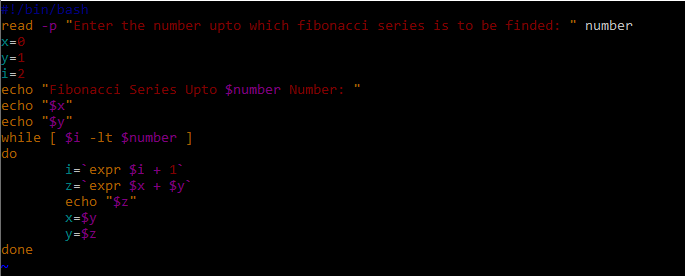 #!/bin/bash
read -p "Enter the number upto which fibonacci series is to be finded: " number
x=0
y=1
i=2
echo "Fibonacci Series Upto $number Number: "
echo "$x"
echo "$y"
while [ $i -lt $number ]
do
        i=`expr $i + 1`
        z=`expr $x + $y`
        echo "$z"
        x=$y
        y=$z
done
~